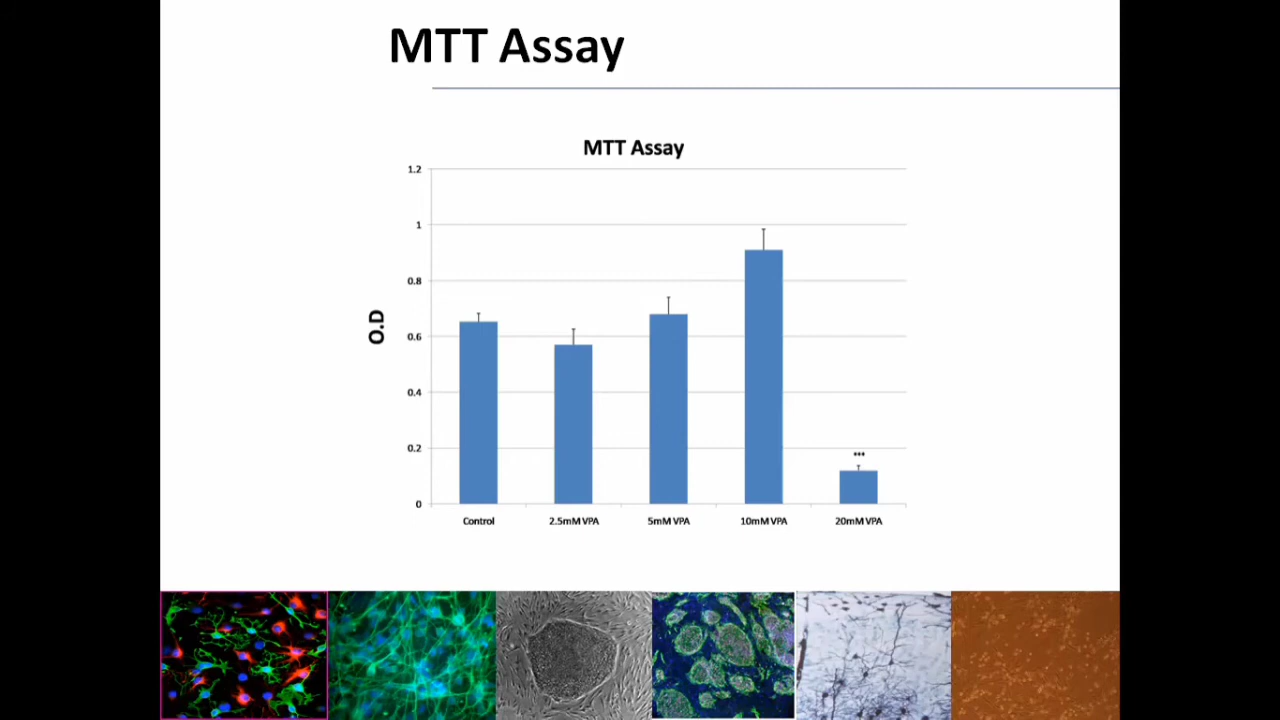 MTT Assay
MTT Assay
1.2
1
0.8
0.6
0.4
0.2
0
O.D
***
Control
2.5mM VPA
5mM VPA
10mM VPA
20mM VPA